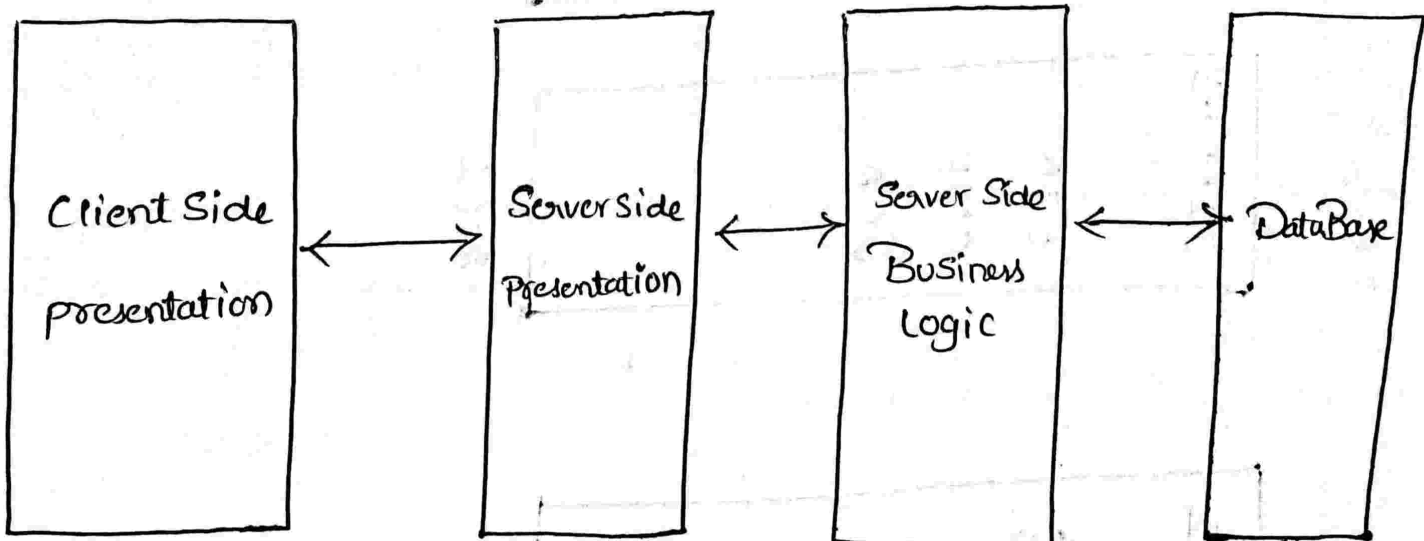 Client Side
presentation
Server side
Presentation
Server Side
Business
Logic
DataBase